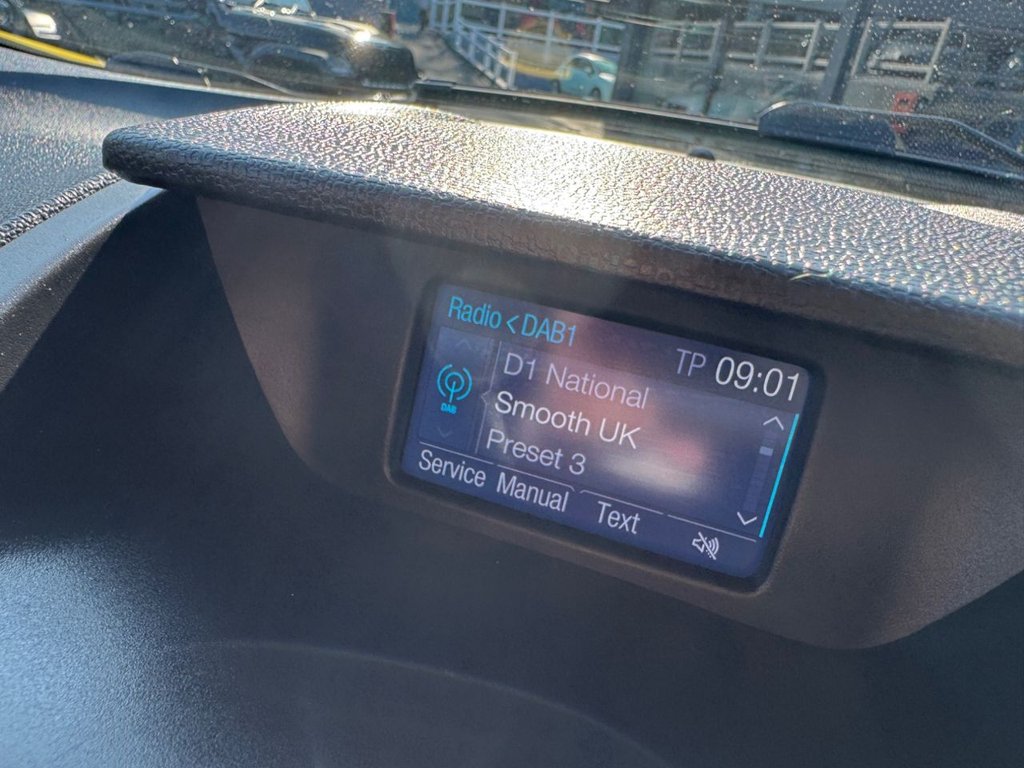 Radio < DAB1
TP 09:01
DAB
D1 National
Smooth UK
Preset 3
Service Manual Text